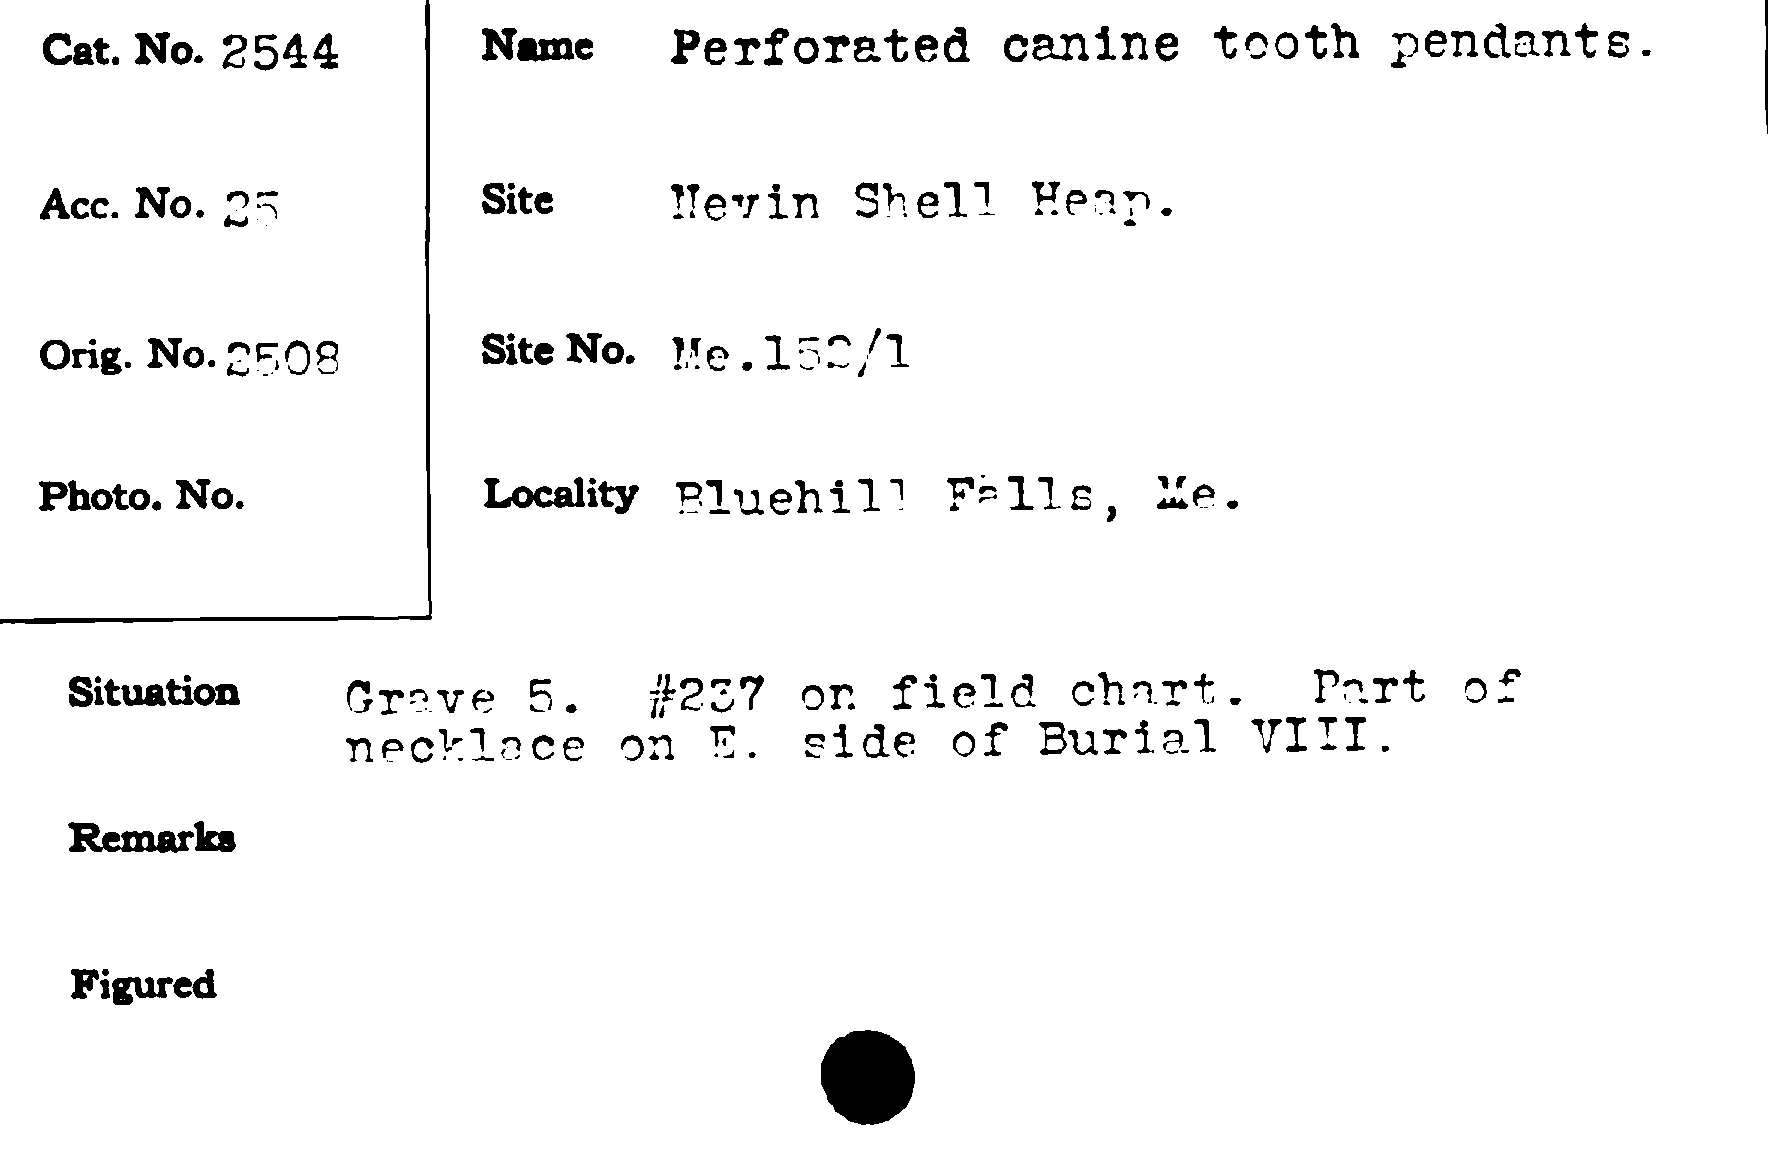 Cat. No. 2544
Name Perforated canine tooth pendants.
Acc. No. 25
Site Nevin Shell Heap.
Orig. No. 2508
Site No. Me.152/1
Photo. No.
Locality Bluehill Falls, Me.
Situation Grave 5. #237 on field chart. Part of
necklace on E. side of Burial VIII.
Remarks
Figured